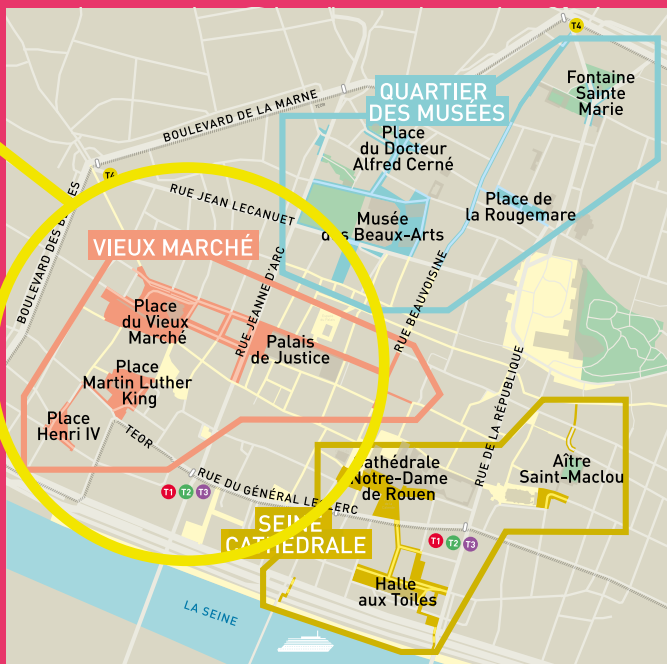 T4
QUARTIER
DES MUSÉES
Fontaine
Sainte
Marie
BOULEVARD DE LA MARNE
Place
du Docteur
Alfred Cerné
T4
BOULEVARD DES BELGES
RUE JEAN LECANUET
Place de
la Rougemare
Musée
des Beaux-Arts
VIEUX MARCHÉ
RUE JEANNE D'ARC
RUE BEAUVOISINE
Place
du Vieux
Marché
Palais
de Justice
Place
Martin Luther
King
RUE DE LA RÉPUBLIQUE
Place
Henri IV
TEOR
Cathédrale
Notre-Dame
de Rouen
Aître
Saint-Maclou
RUE DU GÉNÉRAL LECLERC
T1 T2 T3
SEINE
CATHÉDRALE
T1 T2 T3
Halle
aux Toiles
LA SEINE